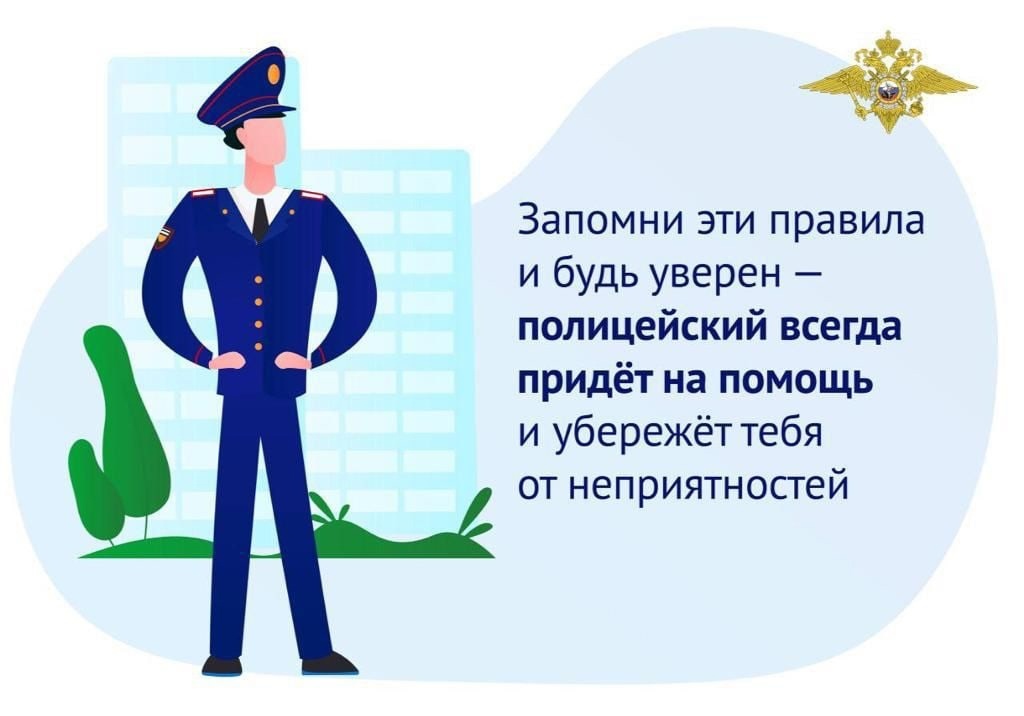 Запомни эти правила
и будь уверен —
полицейский всегда
придёт на помощь
и убережёт тебя
от неприятностей